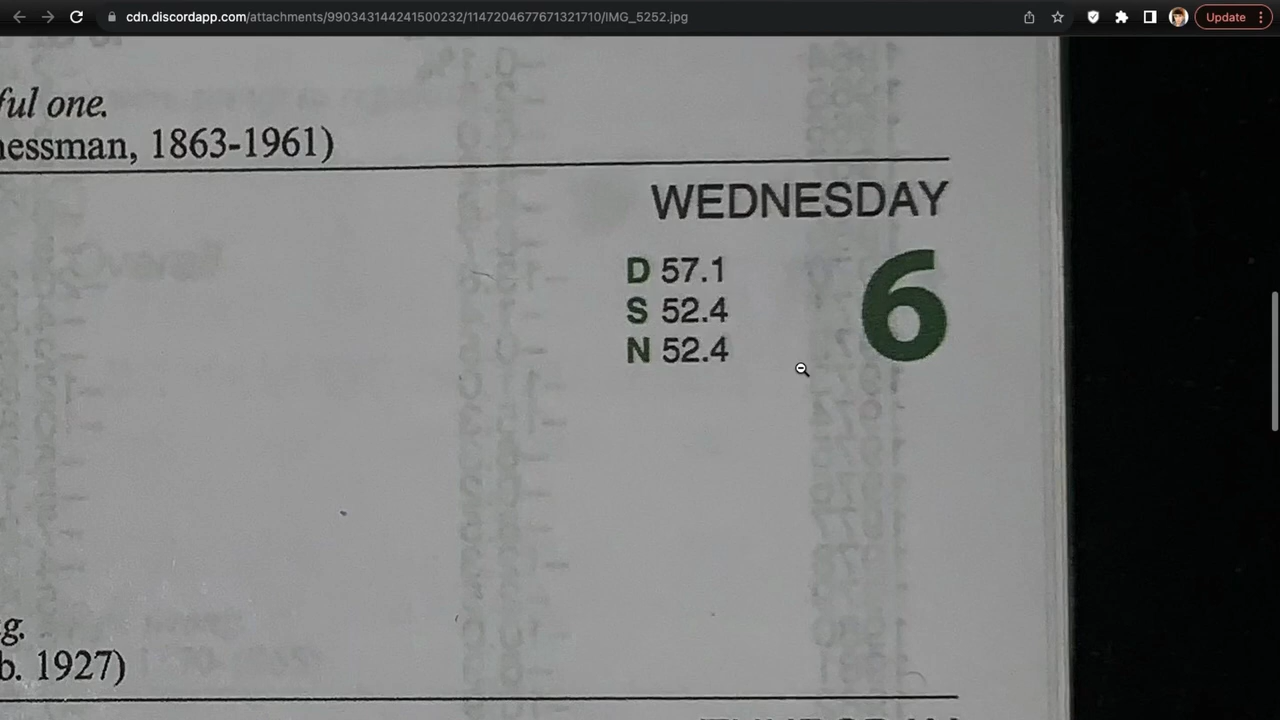 cdn.discordapp.com/attachments/990343144241500232/1147204677671321710/IMG_5252.jpg
Update
ful one.
nessman, 1863-1961)
WEDNESDAY
D 57.1
S 52.4
N 52.4
6
g.
b. 1927)